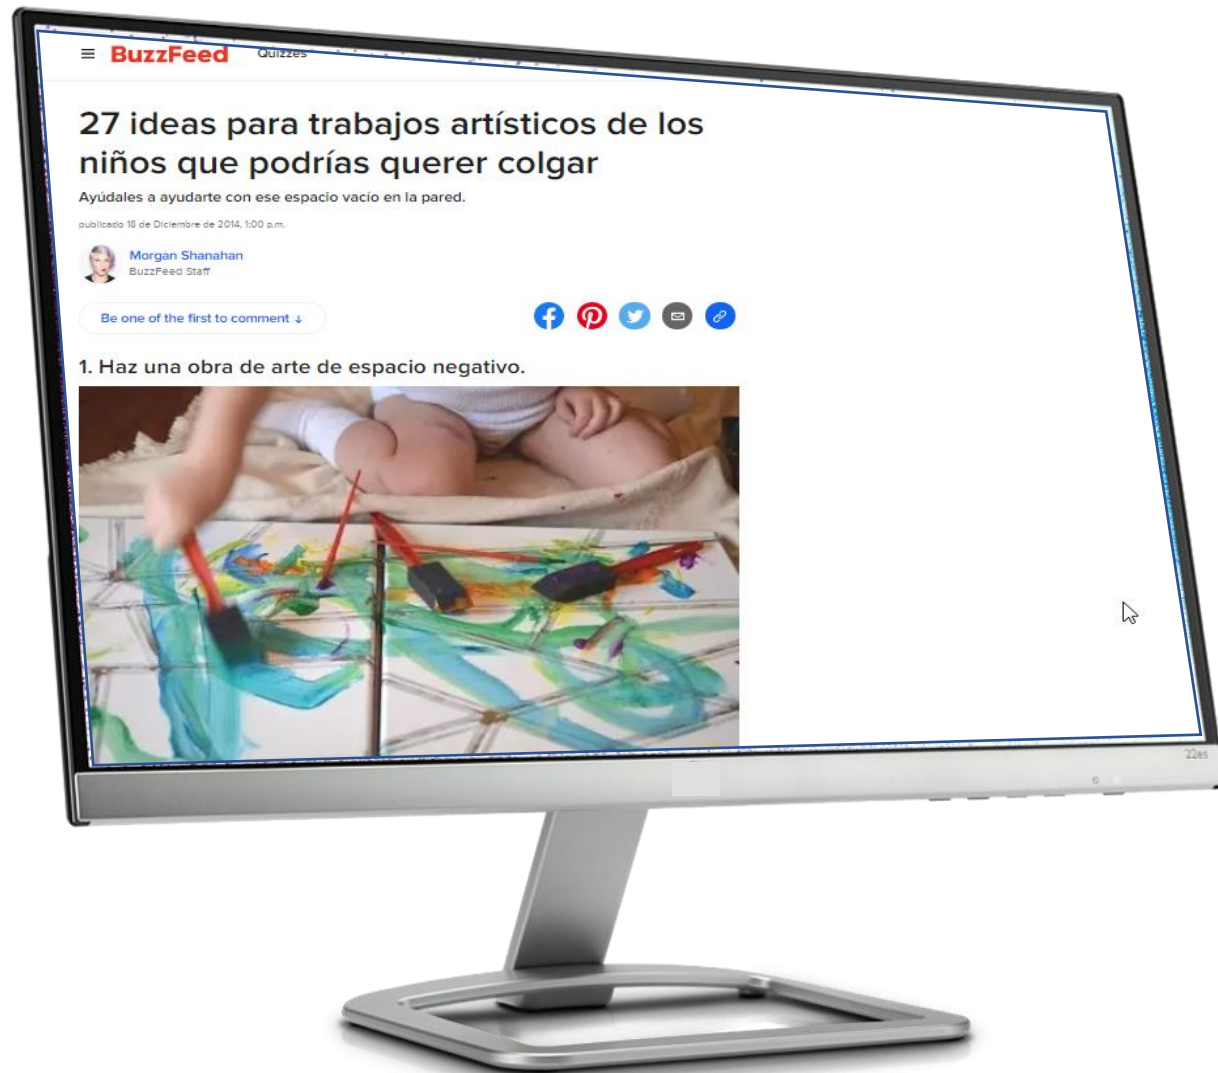 BuzzFeed Quizzes
27 ideas para trabajos artísticos de los
niños que podrías querer colgar
Ayúdales a ayudarte con ese espacio vacío en la pared.
publicado 18 de Diciembre de 2014, 1:00 p.m.
Morgan Shanahan
BuzzFeed Staff
Be one of the first to comment ↓
1. Haz una obra de arte de espacio negativo.
22es